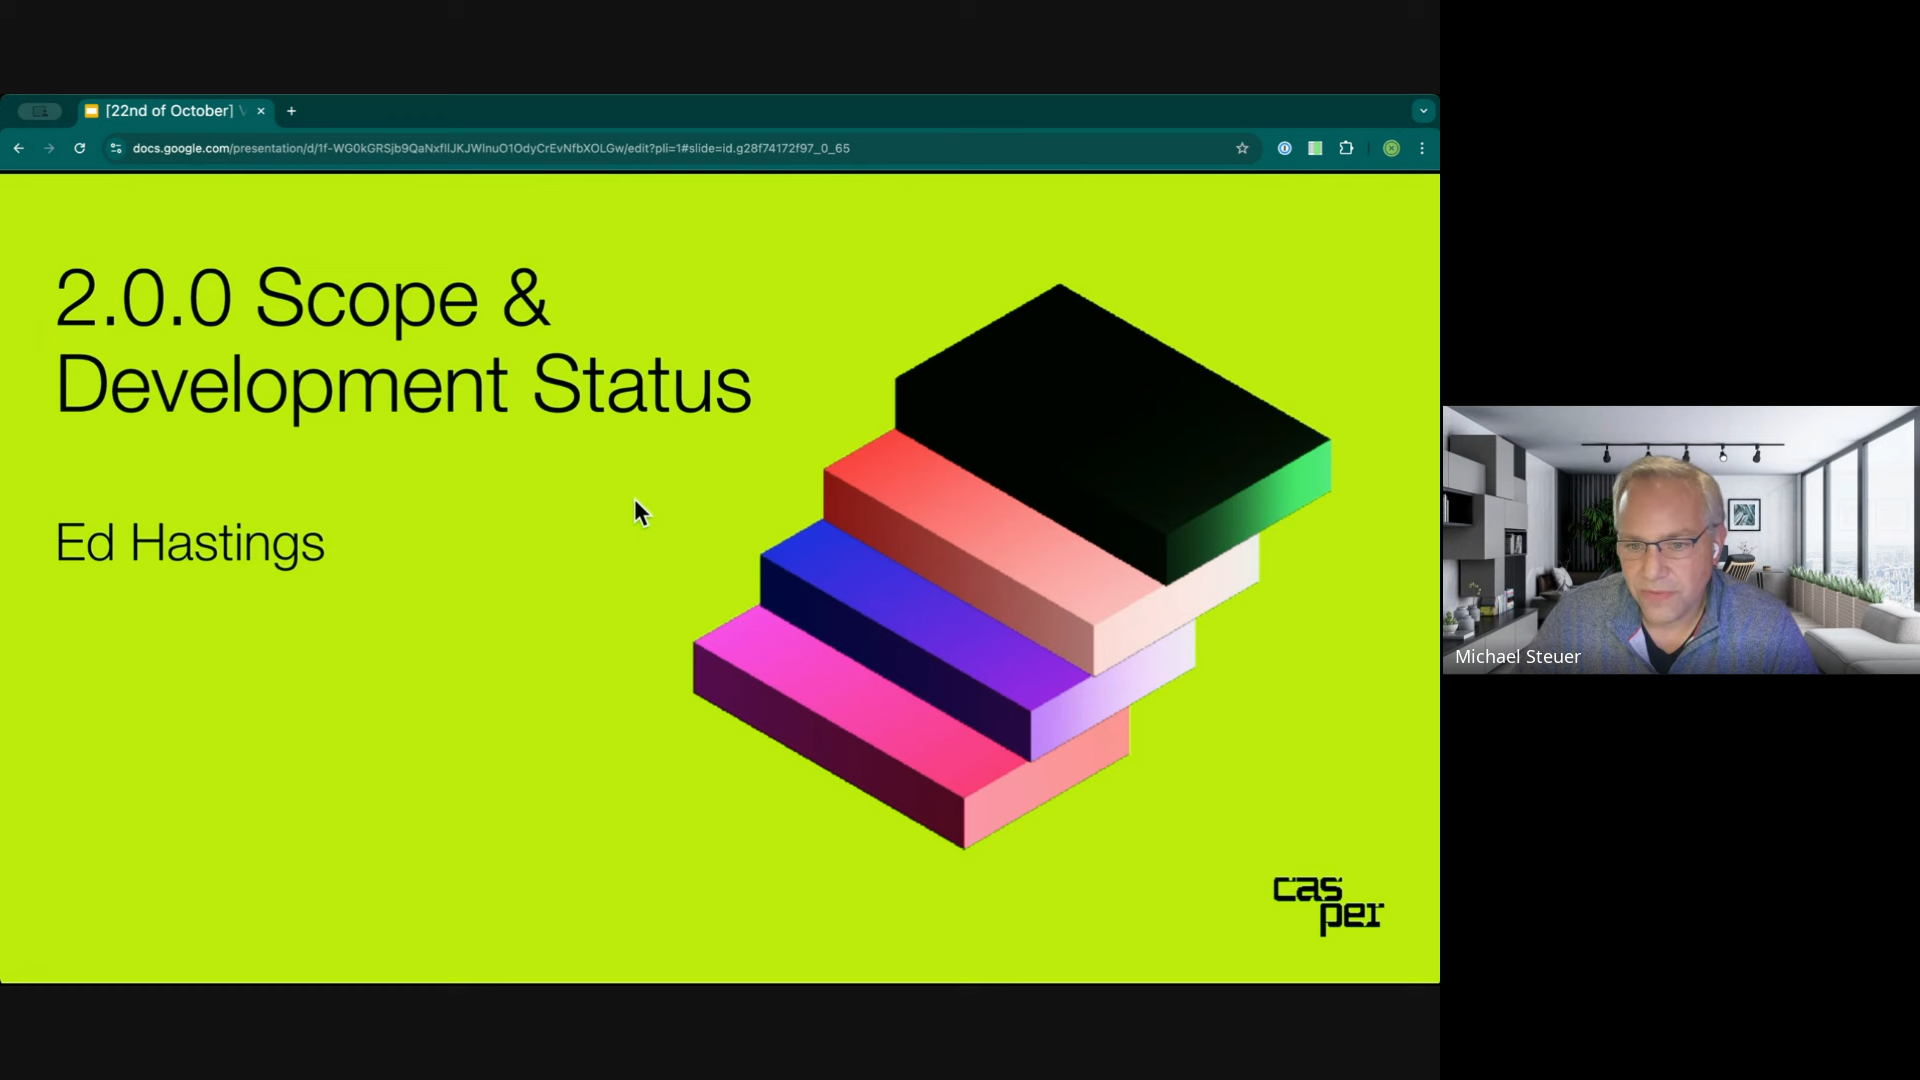 [22nd of October]
docs.google.com/presentation/d/1f-WG0kGRSjb9QaNxfIIJKJWlnuO1OdyCrEvNfbXOLGw/edit?pli=1#slide=id.g28f74172f97_0_65
2.0.0 Scope &
Development Status
Ed Hastings
cas
per
Michael Steuer